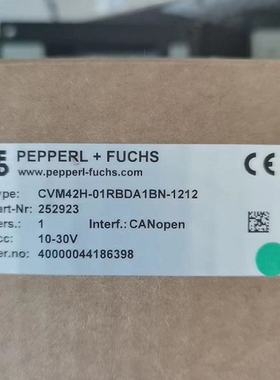 PEPPERL + FUCHS
www.pepperl-fuchs.com
CE
ype: CVM42H-01RBDA1BN-1212
art-Nr: 252923
ers.: 1 Interf.: CANopen
cc: 10-30V
er.no: 40000044186398